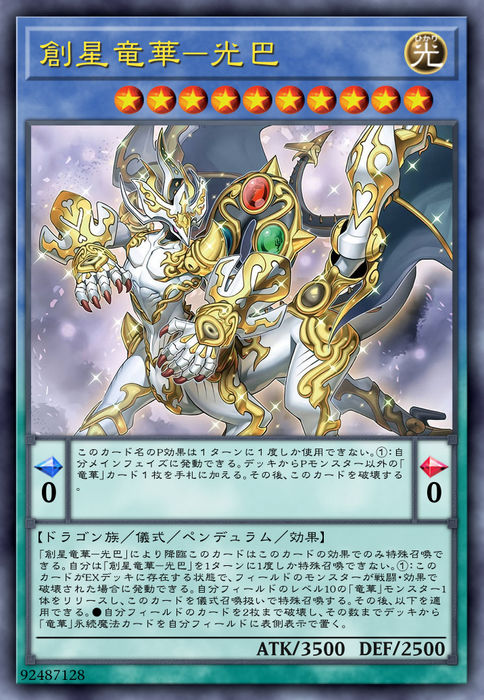 創星竜華－光巴
ひかり
光
このカード名のP効果は１ターンに１度しか使用できない。①：自
分メインフェイズに発動できる。デッキからPモンスター以外の「
竜華」カード１枚を手札に加える。その後、このカードを破壊する
。
0
0
【ドラゴン族／儀式／ペンデュラム／効果】
「創星竜華－光巴」により降臨このカードはこのカードの効果でのみ特殊召喚で
きる。自分は「創星竜華－光巴」を1ターンに1度しか特殊召喚できない。①：この
カードがEXデッキに存在する状態で、フィールドのモンスターが戦闘・効果で
破壊された場合に発動できる。自分フィールドのレベル10の「竜華」モンスター1
体をリリースし、このカードを儀式召喚扱いで特殊召喚する。その後、以下を適
用できる。●自分フィールドのカードを2枚まで破壊し、その数までデッキから
「竜華」永続魔法カードを自分フィールドに表側表示で置く。
ATK/3500 DEF/2500
92487128